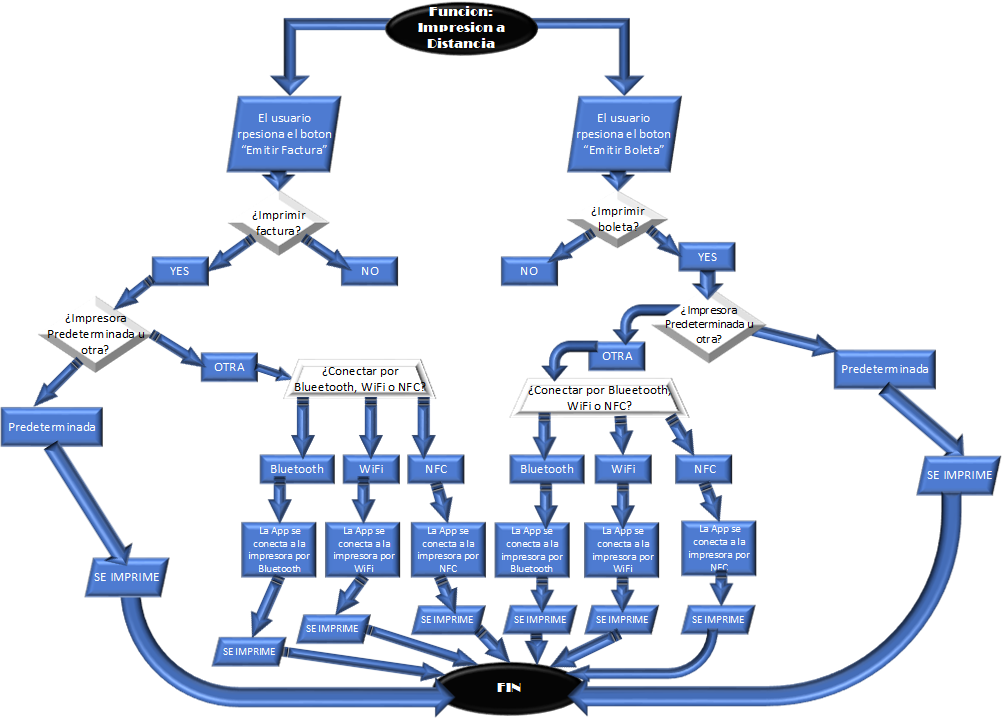 Funcion:
Impresion a
Distancia
El usuario
rpesiona el boton
“Emitir Factura”
El usuario
rpesiona el boton
“Emitir Boleta”
¿Imprimir
factura?
¿Imprimir
boleta?
YES
NO
NO
YES
¿Impresora
Predeterminada u
otra?
¿Impresora
Predeterminada u
otra?
OTRA
OTRA
Predeterminada
¿Conectar por
Blueetooth, WiFi o NFC?
¿Conectar por Blueetooth,
WiFi o NFC?
Predeterminada
Bluetooth
WiFi
NFC
Bluetooth
WiFi
NFC
SE IMPRIME
La App se
conecta a la
impresora por
Bluetooth
La App se
conecta a la
impresora por
WiFi
La App se
conecta a la
impresora por
NFC
La App se
conecta a la
impresora por
Bluetooth
La App se
conecta a la
impresora por
WiFi
La App se
conecta a la
impresora por
NFC
SE IMPRIME
SE IMPRIME
SE IMPRIME
SE IMPRIME
SE IMPRIME
SE IMPRIME
SE IMPRIME
FIN